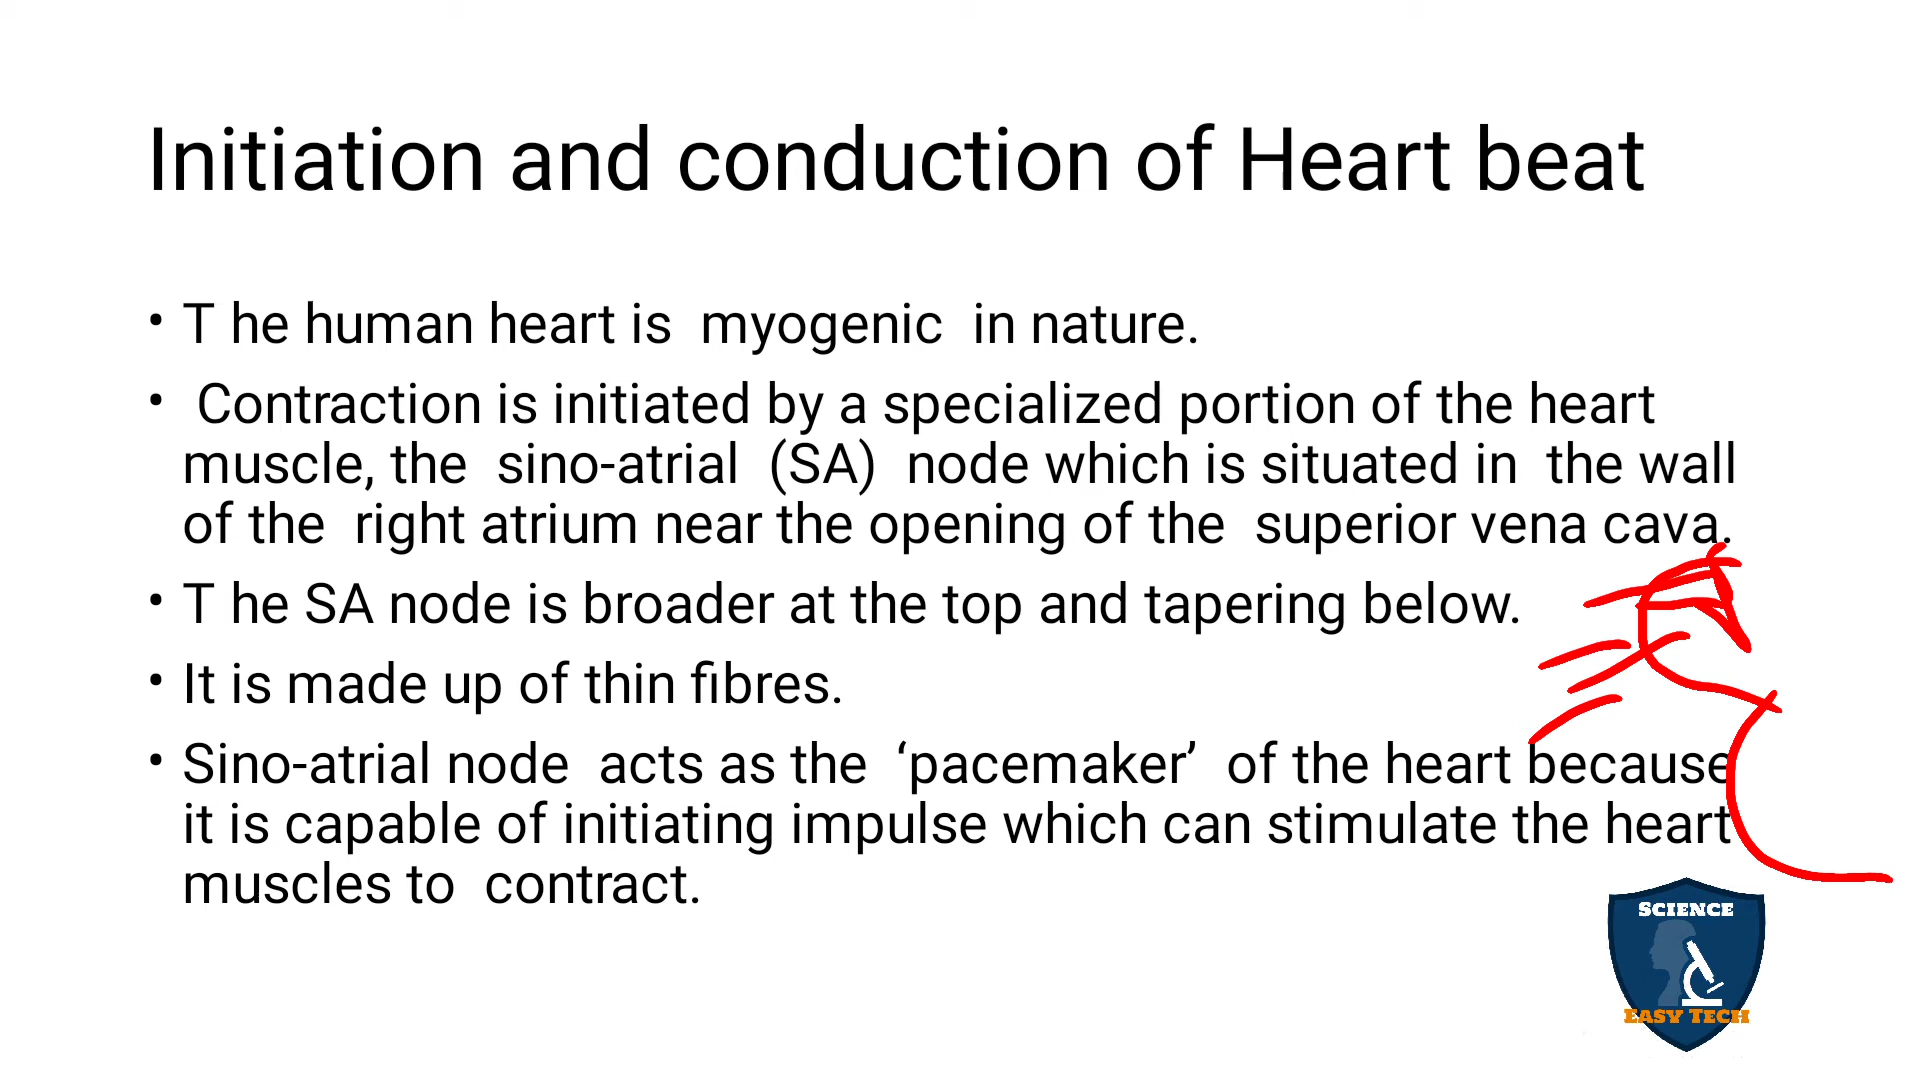 Initiation and conduction of Heart beat
• T he human heart is  myogenic  in nature.
•  Contraction is initiated by a specialized portion of the heart
muscle, the  sino-atrial  (SA)  node which is situated in  the wall
of the  right atrium near the opening of the  superior vena cava.
• T he SA node is broader at the top and tapering below.
• It is made up of thin fibres.
• Sino-atrial node  acts as the  ‘pacemaker’  of the heart because
it is capable of initiating impulse which can stimulate the heart
muscles to  contract.
SCIENCE
EASY TECH